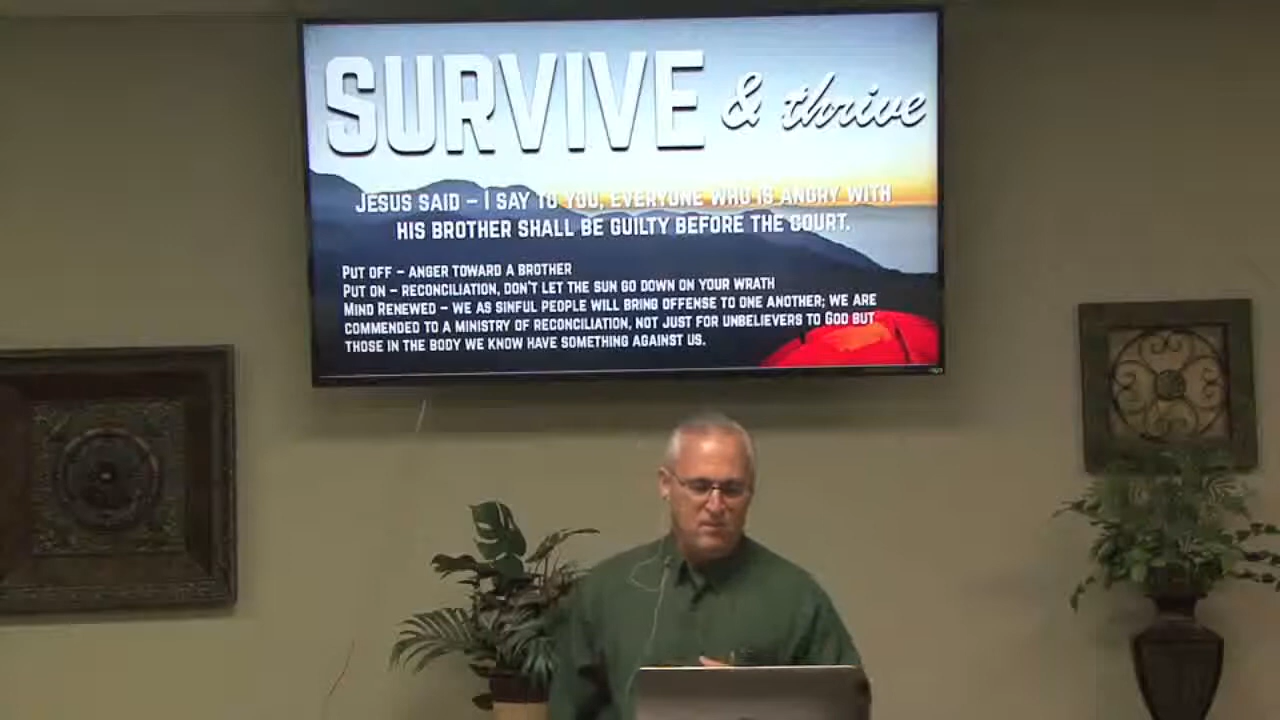 SURVIVE & thrive
JESUS SAID – I SAY TO YOU, EVERYONE WHO IS ANGRY WITH
HIS BROTHER SHALL BE GUILTY BEFORE THE COURT.
PUT OFF – ANGER TOWARD A BROTHER
PUT ON – RECONCILIATION, DON'T LET THE SUN GO DOWN ON YOUR WRATH
MIND RENEWED – WE AS SINFUL PEOPLE WILL BRING OFFENSE TO ONE ANOTHER; WE ARE
COMMENDED TO A MINISTRY OF RECONCILIATION, NOT JUST FOR UNBELIEVERS TO GOD BUT
THOSE IN THE BODY WE KNOW HAVE SOMETHING AGAINST US.